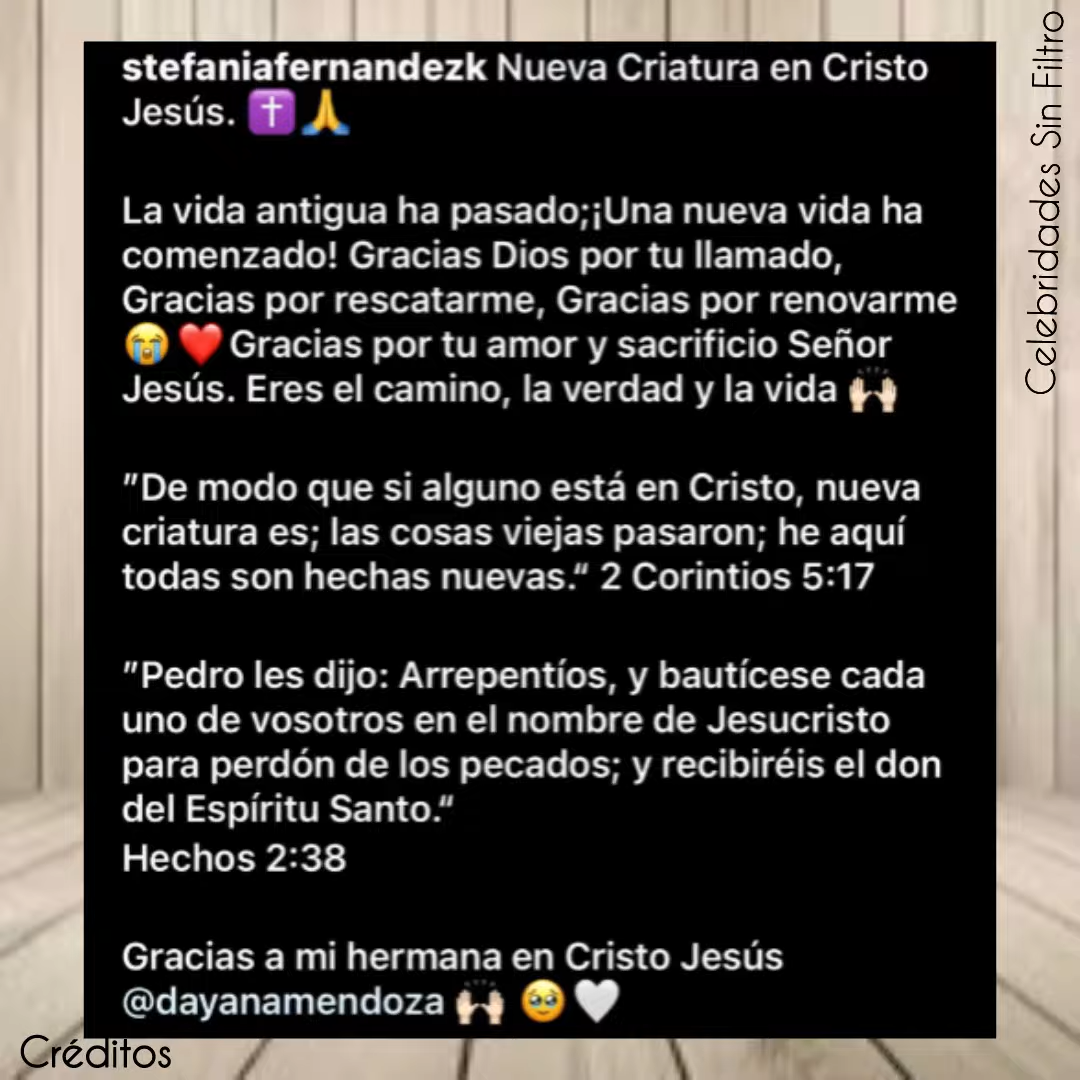 stefaniafernandezk Nueva Criatura en Cristo
Jesús. ✝️🙏
La vida antigua ha pasado;¡Una nueva vida ha
comenzado! Gracias Dios por tu llamado,
Gracias por rescatarme, Gracias por renovarme
😭❤️Gracias por tu amor y sacrificio Señor
Jesús. Eres el camino, la verdad y la vida 🙌🏻
"De modo que si alguno está en Cristo, nueva
criatura es; las cosas viejas pasaron; he aquí
todas son hechas nuevas.“ 2 Corintios 5:17
"Pedro les dijo: Arrepentíos, y bautícese cada
uno de vosotros en el nombre de Jesucristo
para perdón de los pecados; y recibiréis el don
del Espíritu Santo.“
Hechos 2:38
Gracias a mi hermana en Cristo Jesús
@dayanamendoza 🙌🏻 🥹🤍
Celebridades Sin Filtro
Créditos